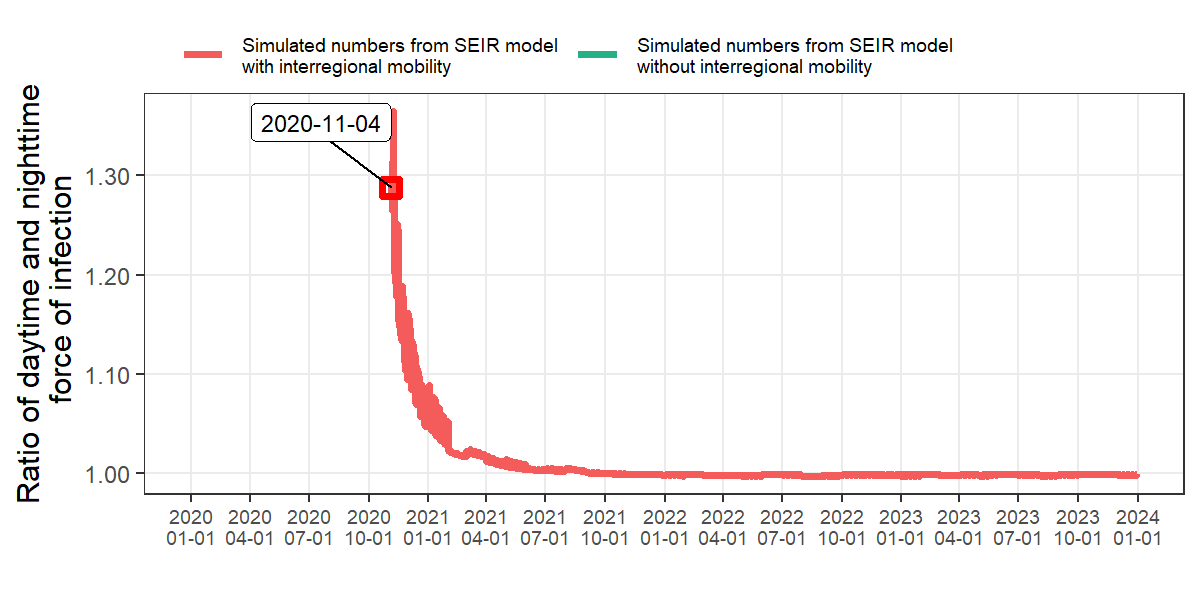 Simulated numbers from SEIR model
with interregional mobility
Simulated numbers from SEIR model
without interregional mobility
Ratio of daytime and nighttime
force of infection
2020-11-04
1.30
1.20
1.10
1.00
2020 2020 2020 2020 2021 2021 2021 2021 2022 2022 2022 2022 2023 2023 2023 2023 2024
01-01 04-01 07-01 10-01 01-01 04-01 07-01 10-01 01-01 04-01 07-01 10-01 01-01 04-01 07-01 10-01 01-01